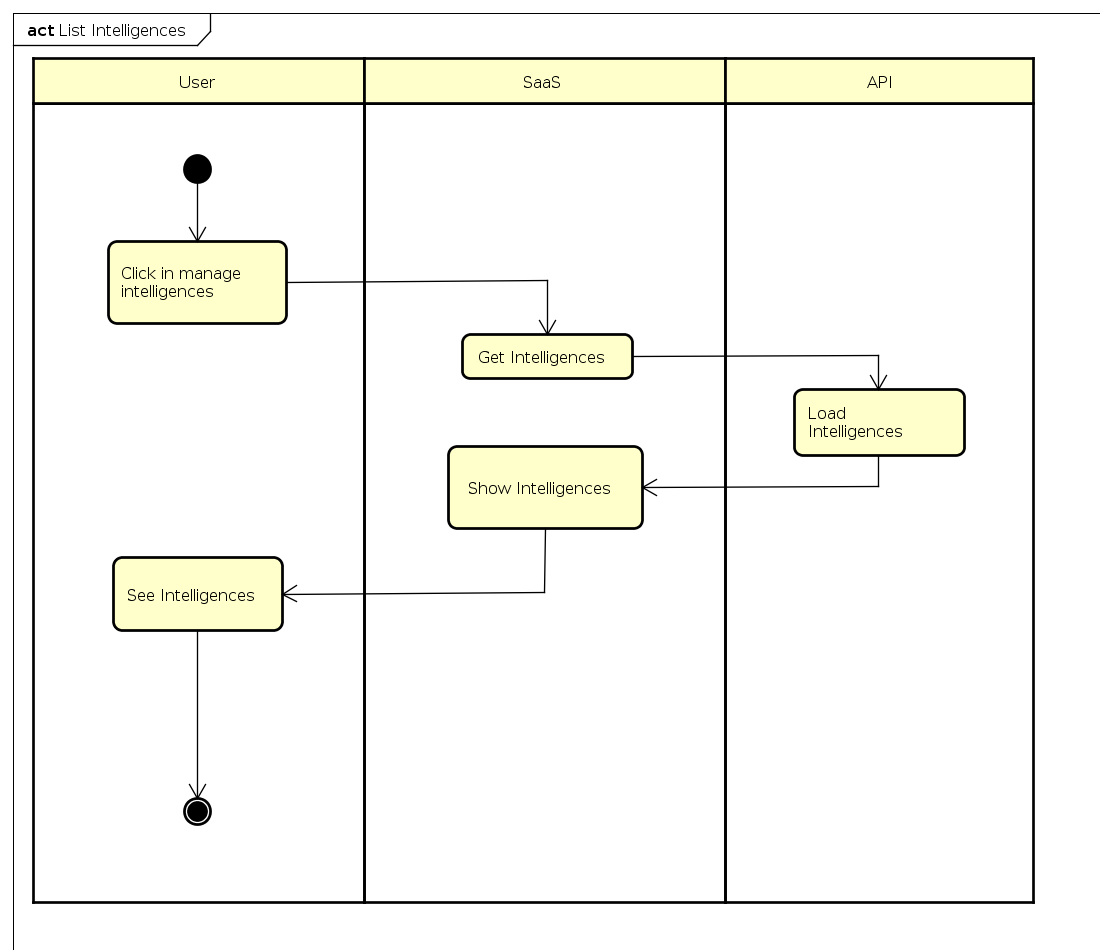 act List Intelligences
User
SaaS
API
Click in manage
intelligences
Get Intelligences
Load
Intelligences
Show Intelligences
See Intelligences